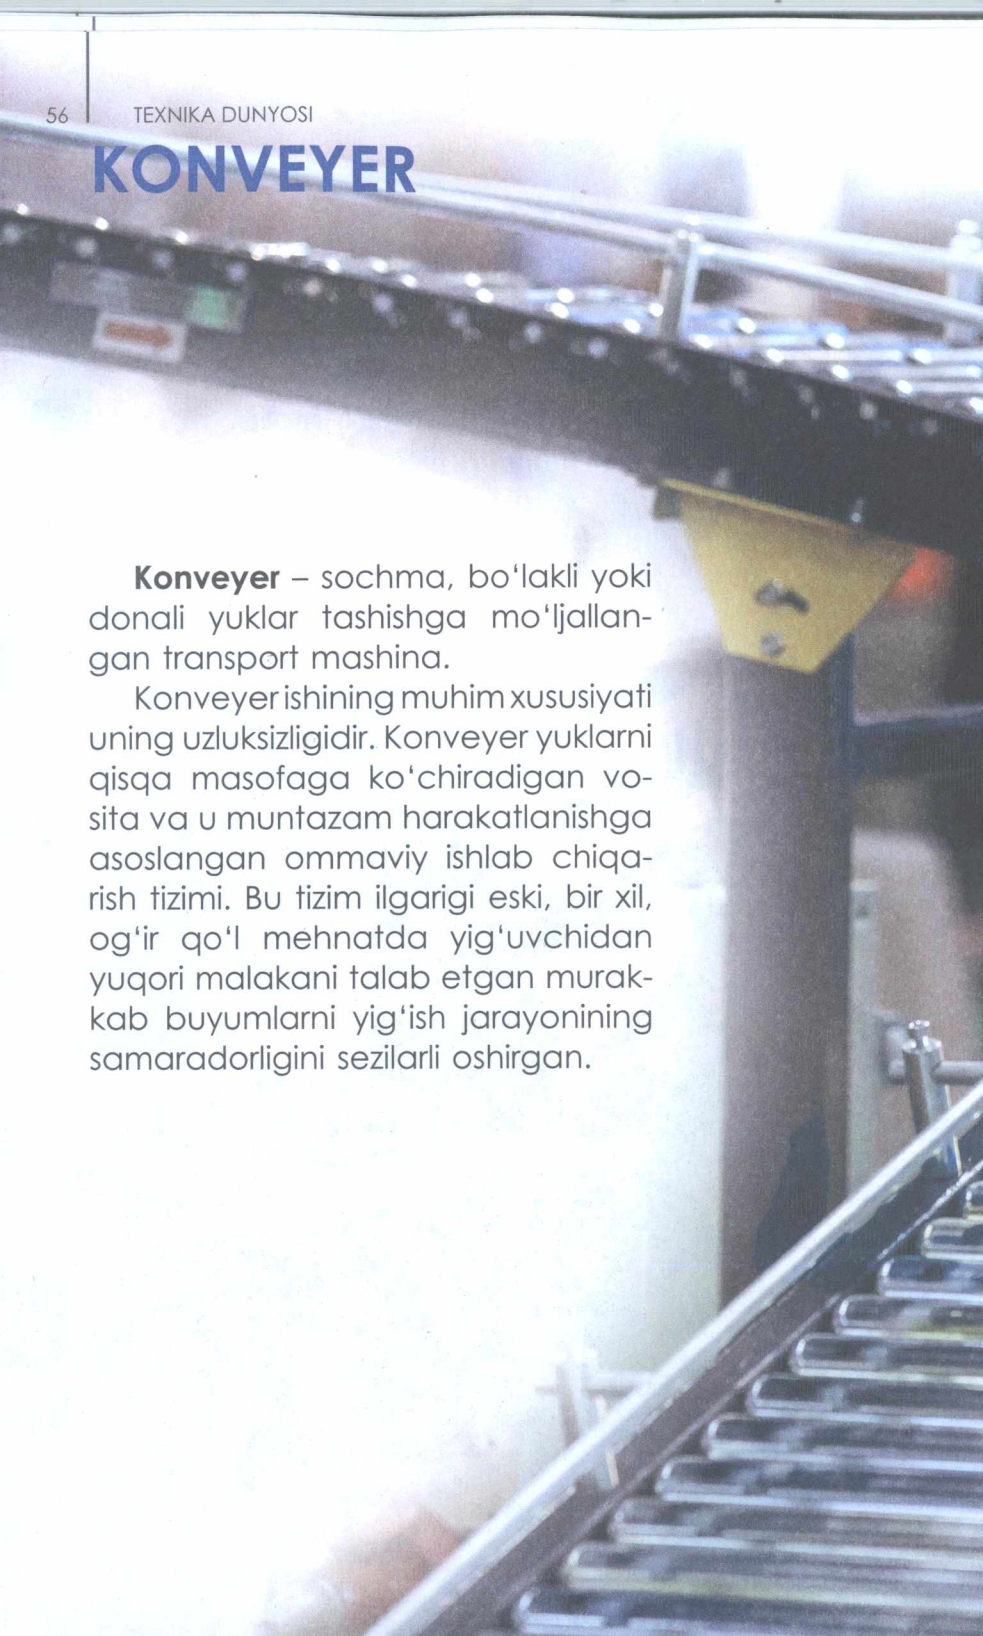 56
TEXNIKA DUNYOSI
KONVEYER
Konveyer – sochma, bo‘lakli yoki
donali yuklar tashishga mo‘ljallan-
gan transport mashina.
Konveyer ishining muhim xususiyati
uning uzluksizligidir. Konveyer yuklarni
qisqa masofaga ko‘chiradigan vo-
sita va u muntazam harakatlanishga
asoslangan ommaviy ishlab chiqa-
rish tizimi. Bu tizim ilgarigi eski, bir xil,
og‘ir qo‘l mehnatda yig‘uvchidan
yuqori malakani talab etgan murak-
kab buyumlarni yig‘ish jarayonining
samaradorligini sezilarli oshirgan.